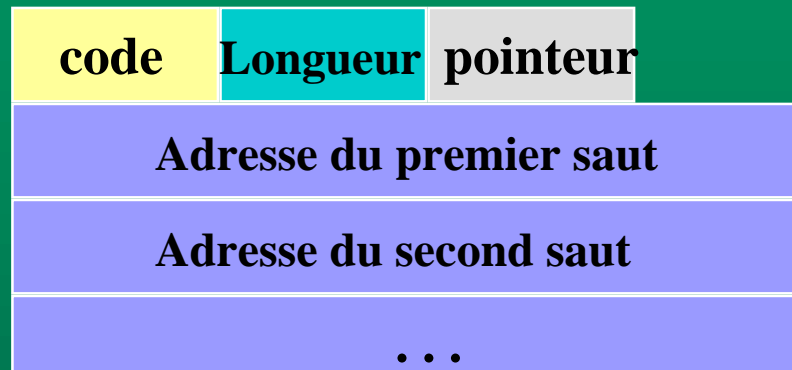 code Longueur pointeur
Adresse du premier saut
Adresse du second saut
. . .